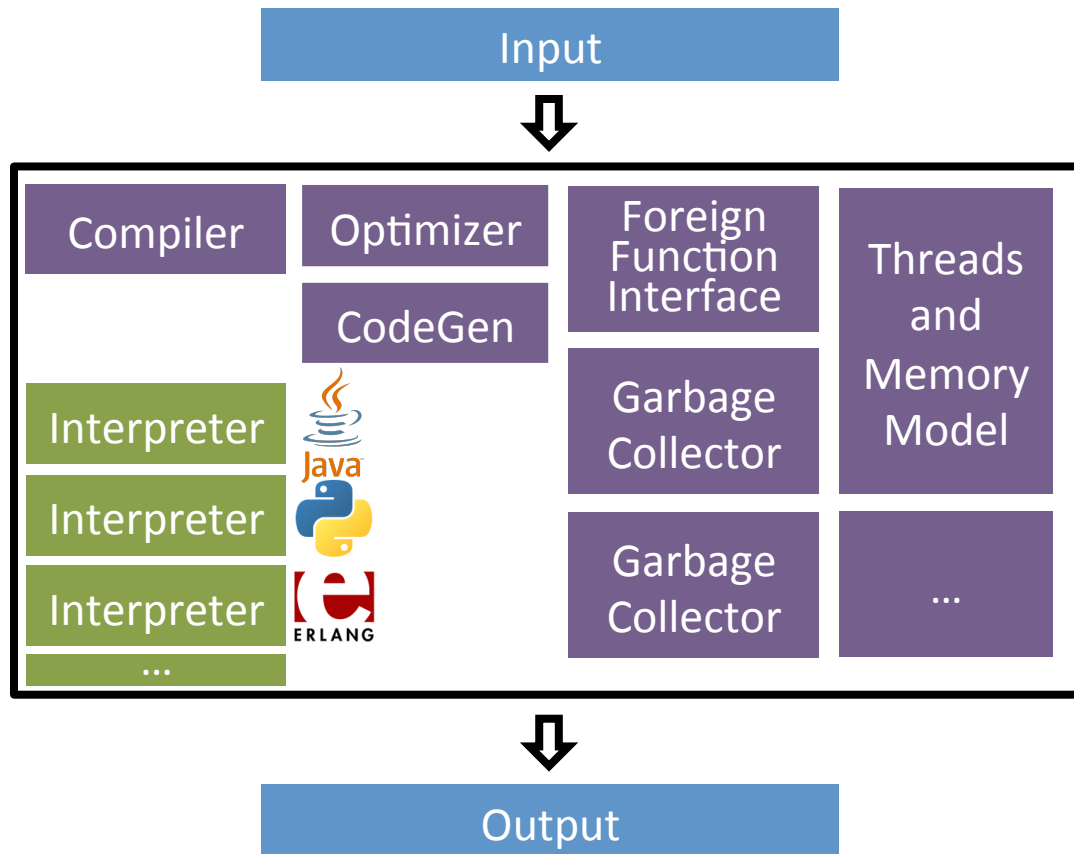 Input
Compiler
Optimizer
CodeGen
Foreign
Function
Interface
Threads
and
Memory
Model
Interpreter
Java
Garbage
Collector
Interpreter
Interpreter
e
ERLANG
Garbage
Collector
...
...
Output